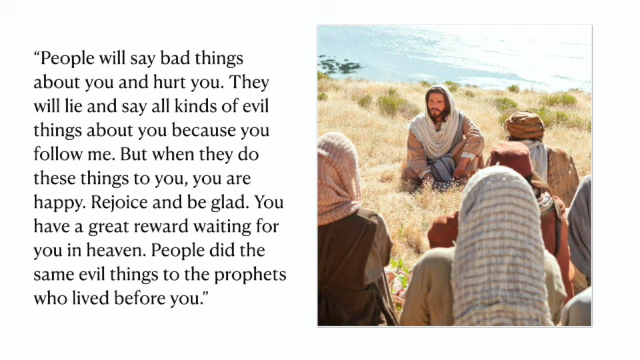 “People will say bad things
about you and hurt you. They
will lie and say all kinds of evil
things about you because you
follow me. But when they do
these things to you, you are
happy. Rejoice and be glad. You
have a great reward waiting for
you in heaven. People did the
same evil things to the prophets
who lived before you.”